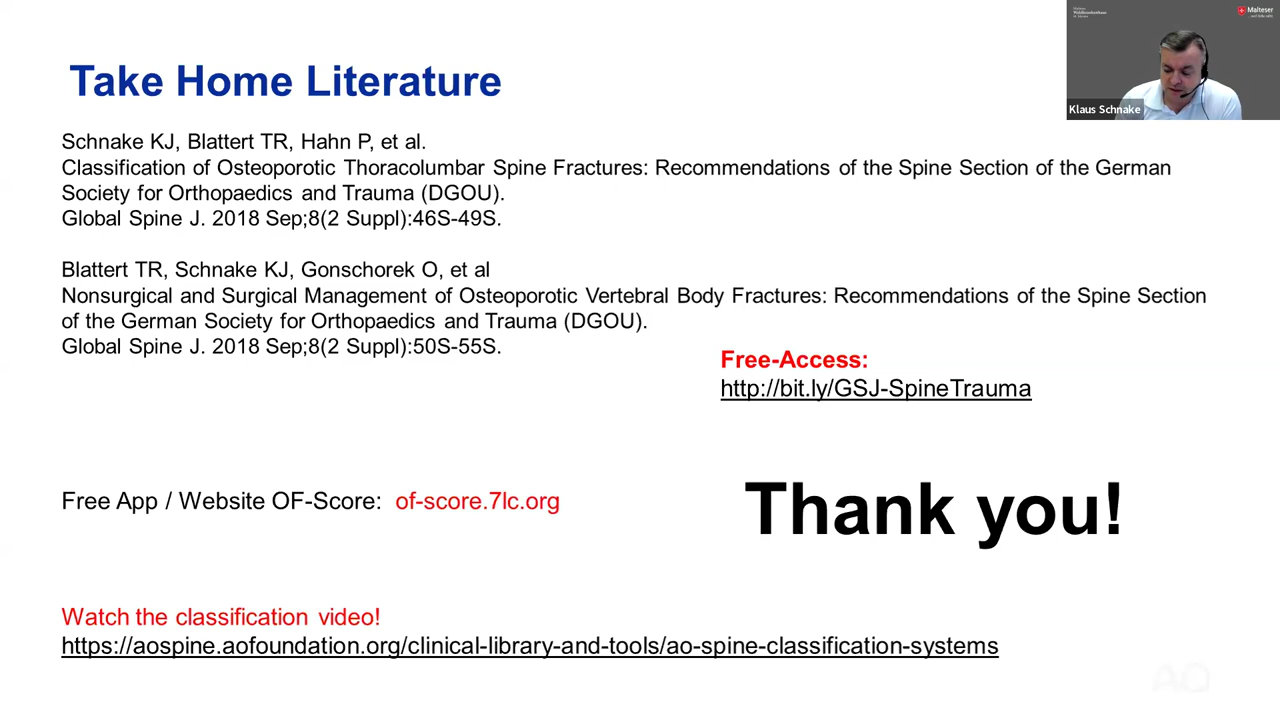 Malteser
Klaus Schnake
Take Home Literature
Schnake KJ, Blattert TR, Hahn P, et al.
Classification of Osteoporotic Thoracolumbar Spine Fractures: Recommendations of the Spine Section of the German
Society for Orthopaedics and Trauma (DGOU).
Global Spine J. 2018 Sep;8(2 Suppl):46S-49S.
Blattert TR, Schnake KJ, Gonschorek O, et al
Nonsurgical and Surgical Management of Osteoporotic Vertebral Body Fractures: Recommendations of the Spine Section
of the German Society for Orthopaedics and Trauma (DGOU).
Global Spine J. 2018 Sep;8(2 Suppl):50S-55S.
Free-Access:
http://bit.ly/GSJ-SpineTrauma
Free App / Website OF-Score: of-score.7lc.org
Thank you!
Watch the classification video!
https://aospine.aofoundation.org/clinical-library-and-tools/ao-spine-classification-systems
AO